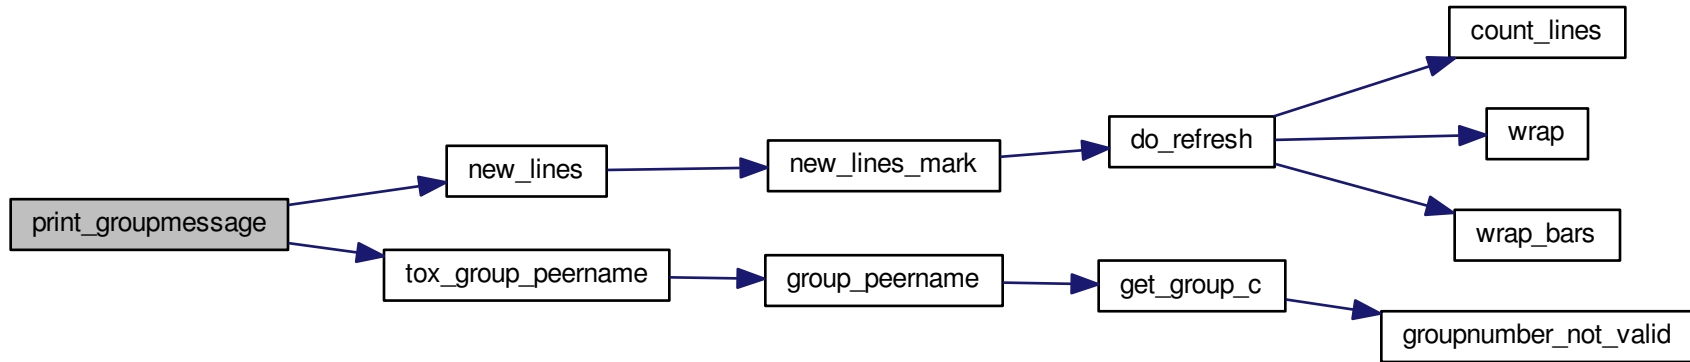 print_groupmessage
new_lines
tox_group_peername
new_lines_mark
group_peername
do_refresh
get_group_c
count_lines
wrap
wrap_bars
groupnumber_not_valid